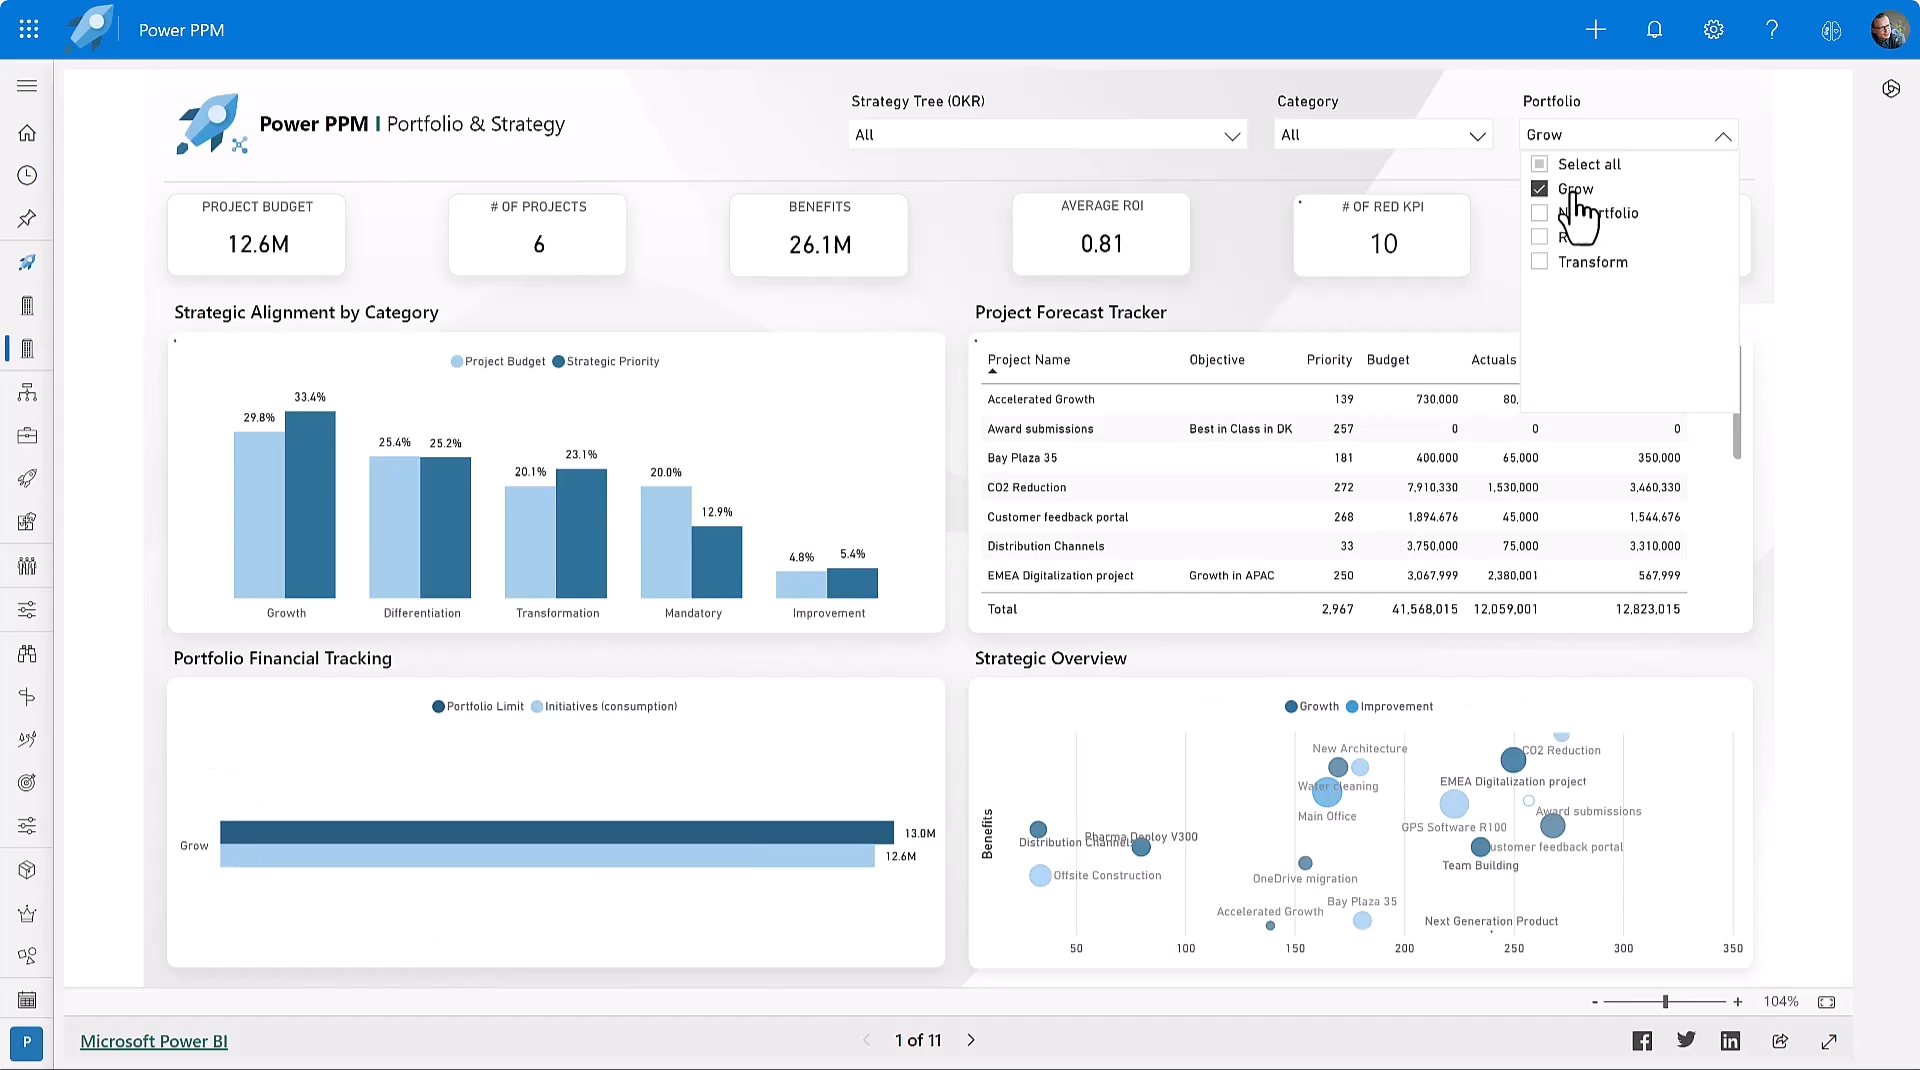 Power PPM
Power PPM | Portfolio & Strategy
Strategy Tree (OKR)
All
Category
All
Portfolio
Grow
Select all
Grow
Transform
PROJECT BUDGET
12.6M
# OF PROJECTS
6
BENEFITS
26.1M
AVERAGE ROI
0.81
# OF RED KPI
10
Strategic Alignment by Category
Project Budget Strategic Priority
29.8% 33.4% 25.4% 25.2% 20.1% 23.1% 20.0% 12.9% 4.8% 5.4%
Growth Differentiation Transformation Mandatory Improvement
Project Forecast Tracker
Project Name Objective Priority Budget Actuals
Accelerated Growth 139 730,000 80,
Award submissions Best in Class in DK 257 0 0 0
Bay Plaza 35 181 400,000 65,000 350,000
CO2 Reduction 272 7,910,330 1,530,000 3,460,330
Customer feedback portal 268 1,894,676 45,000 1,544,676
Distribution Channels 33 3,750,000 75,000 3,310,000
EMEA Digitalization project Growth in APAC 250 3,067,999 2,380,001 567,999
Total 2,967 41,568,015 12,059,001 12,823,015
Portfolio Financial Tracking
Portfolio Limit Initiatives (consumption)
Grow
13.0M
12.6M
Strategic Overview
Growth Improvement
Benefits
New Architecture
CO2 Reduction
Water cleaning
EMEA Digitalization project
Main Office
Award submissions
GPS Software R100
Pharma Deploy V300
Distribution Channels
Customer feedback portal
Team Building
Offsite Construction
OneDrive migration
Bay Plaza 35
Accelerated Growth
Next Generation Product
50 100 150 200 250 300 350
- + 104%
P
Microsoft Power BI
1 of 11